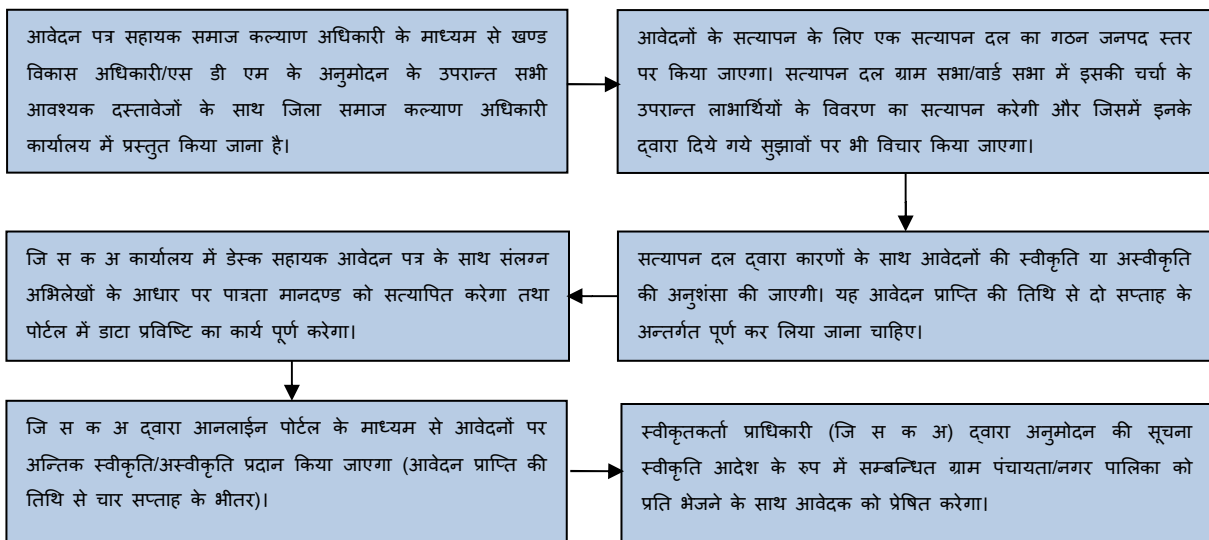 आवेदन पत्र सहायक समाज कल्याण अधिकारी के माध्यम से खण्ड
विकास अधिकारी/एस डी एम के अनुमोदन के उपरान्त सभी
आवश्यक दस्तावेजों के साथ जिला समाज कल्याण अधिकारी
कार्यालय में प्रस्तुत किया जाना है।
आवेदनों के सत्यापन के लिए एक सत्यापन दल का गठन जनपद स्तर
पर किया जाएगा। सत्यापन दल ग्राम सभा/वार्ड सभा में इसकी चर्चा के
उपरान्त लाभार्थियों के विवरण का सत्यापन करेगी और जिसमें इनके
द्वारा दिये गये सुझावों पर भी विचार किया जाएगा।
सत्यापन दल द्वारा कारणों के साथ आवेदनों की स्वीकृति या अस्वीकृति
की अनुशंसा की जाएगी। यह आवेदन प्राप्ति की तिथि से दो सप्ताह के
अन्तर्गत पूर्ण कर लिया जाना चाहिए।
जि स क अ कार्यालय में डेस्क सहायक आवेदन पत्र के साथ संलग्न
अभिलेखों के आधार पर पात्रता मानदण्ड को सत्यापित करेगा तथा
पोर्टल में डाटा प्रविष्टि का कार्य पूर्ण करेगा।
जि स क अ द्वारा आनलाईन पोर्टल के माध्यम से आवेदनों पर
अन्तिक स्वीकृति/अस्वीकृति प्रदान किया जाएगा (आवेदन प्राप्ति की
तिथि से चार सप्ताह के भीतर)।
स्वीकृतकर्ता प्राधिकारी (जि स क अ) द्वारा अनुमोदन की सूचना
स्वीकृति आदेश के रुप में सम्बन्धित ग्राम पंचायता/नगर पालिका को
प्रति भेजने के साथ आवेदक को प्रेषित करेगा।